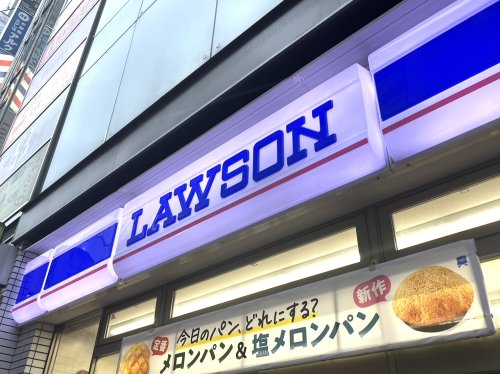 LAWSON
今日のパン、どれにする?
定番
メロンパン & 塩メロンパン
新作